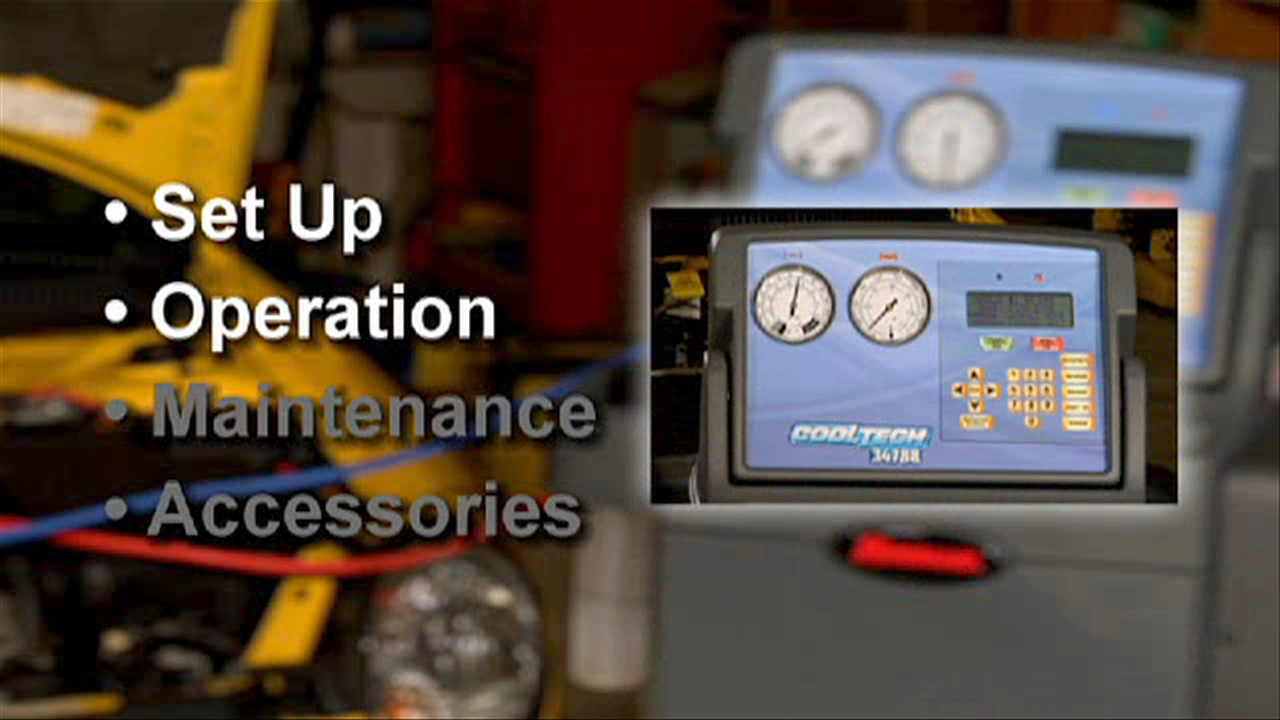 • Set Up
• Operation
• Maintenance
• Accessories
COOLTECH
34788